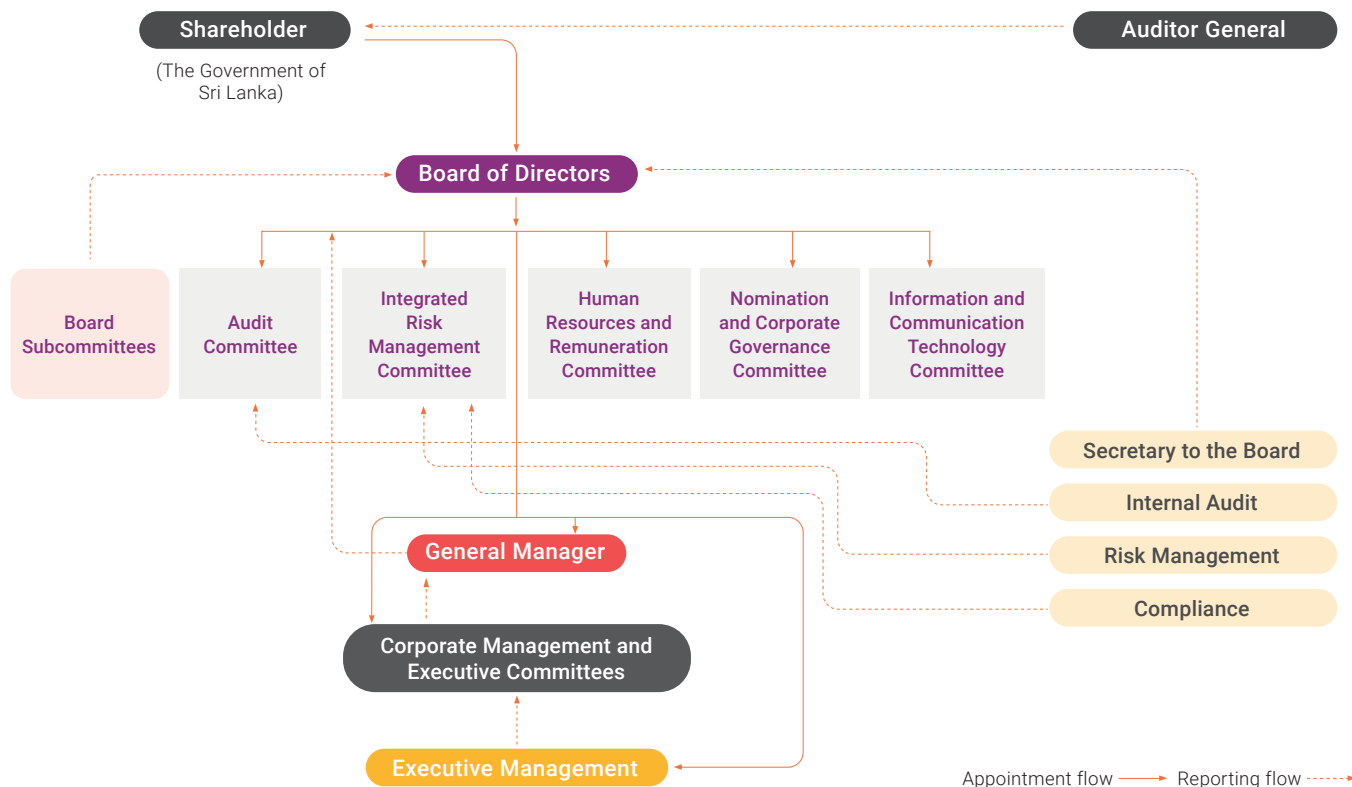 Shareholder
Auditor General
(The Government of
Sri Lanka)
Board of Directors
Board
Subcommittees
Audit
Committee
Integrated
Risk
Management
Committee
Human
Resources and
Remuneration
Committee
Nomination
and Corporate
Governance
Committee
Information and
Communication
Technology
Committee
Secretary to the Board
Internal Audit
Risk Management
Compliance
General Manager
Corporate Management and
Executive Committees
Executive Management
Appointment flow
Reporting flow